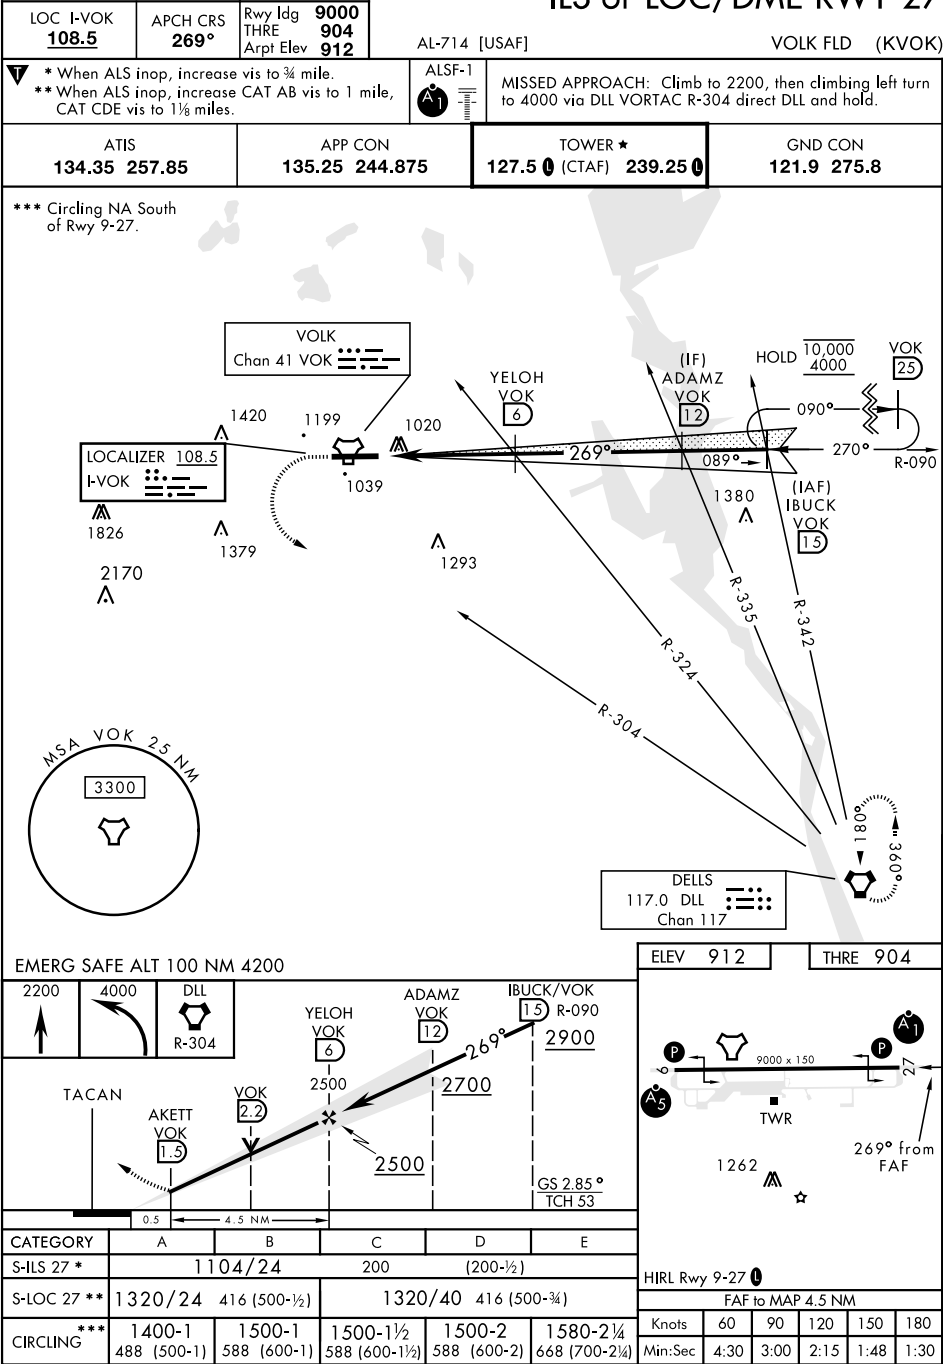 ILS or LOC/DME RWY 27
LOC I-VOK
108.5
APCH CRS
269°
Rwy ldg 9000
THRE 904
Arpt Elev 912
AL-714 [USAF]
VOLK FLD (KVOK)
T
* When ALS inop, increase vis to ¾ mile.
** When ALS inop, increase CAT AB vis to 1 mile,
CAT CDE vis to 1⅛ miles.
ALSF-1
A1
MISSED APPROACH: Climb to 2200, then climbing left turn
to 4000 via DLL VORTAC R-304 direct DLL and hold.
ATIS
134.35 257.85
APP CON
135.25 244.875
TOWER ★
127.5 L (CTAF) 239.25 L
GND CON
121.9 275.8
*** Circling NA South
of Rwy 9-27.
VOLK
Chan 41 VOK
LOCALIZER 108.5
I-VOK
1420
1199
1020
1039
1826
1379
2170
1293
1380
YELOH
VOK
6
(IF)
ADAMZ
VOK
12
HOLD 10,000
4000
VOK
25
090°
269°
089°
270°
R-090
(IAF)
IBUCK
VOK
15
R-335
R-342
R-324
R-304
MSA VOK 25 NM
3300
180°
360°
DELLS
117.0 DLL
Chan 117
EMERG SAFE ALT 100 NM 4200
2200
4000
DLL
R-304
TACAN
AKETT
VOK
1.5
VOK
2.2
YELOH
VOK
6
2500
ADAMZ
VOK
12
IBUCK/VOK
15 R-090
2900
269°
2700
2500
GS 2.85°
TCH 53
0.5
4.5 NM
ELEV 912
THRE 904
A1
P
P
9000 x 150
9
27
A5
TWR
269° from
FAF
1262
HIRL Rwy 9-27 L
CATEGORY A B C D E
S-ILS 27 * 1104/24 200 (200-½)
S-LOC 27 ** 1320/24 416 (500-½) 1320/40 416 (500-¾)
CIRCLING *** 1400-1 1500-1 1500-1½ 1500-2 1580-2¼
488 (500-1) 588 (600-1) 588 (600-1½) 588 (600-2) 668 (700-2¼)
FAF to MAP 4.5 NM
Knots 60 90 120 150 180
Min:Sec 4:30 3:00 2:15 1:48 1:30